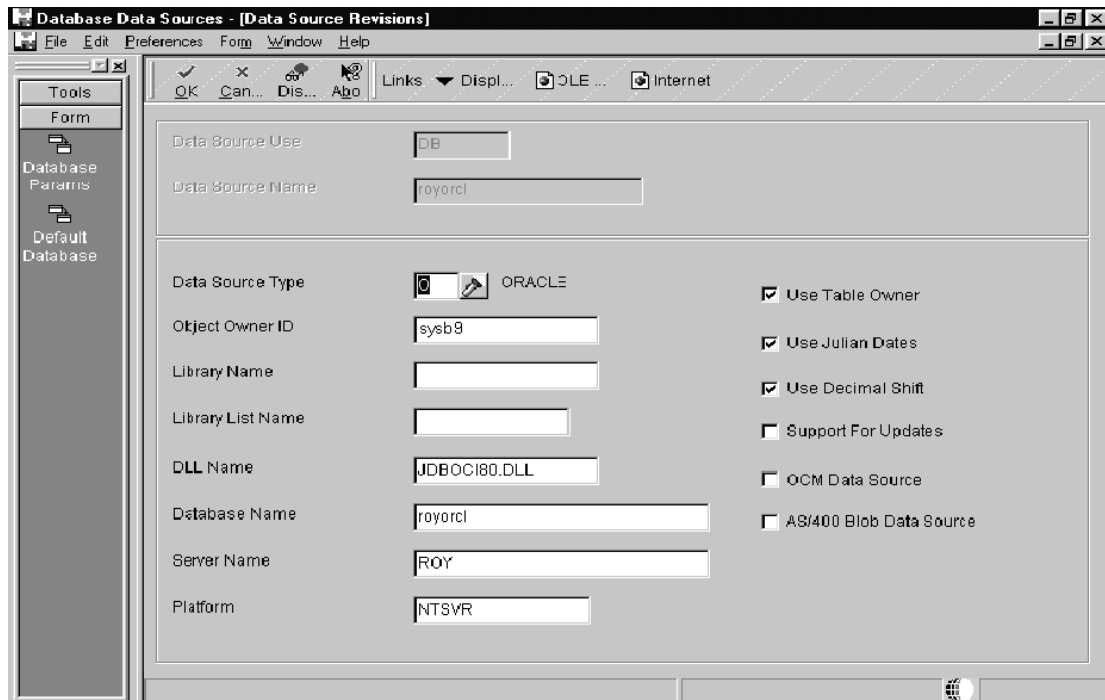 Database Data Sources - [Data Source Revisions]
File Edit Preferences Form Window Help
OK Can... Dis... Abo Links Displ... OLE ... Internet
Tools
Form
Database
Params
Default
Database
Data Source Use DB
Data Source Name royorcl
Data Source Type O ORACLE
Object Owner ID sysb9
Library Name
Library List Name
DLL Name JDBOCI80.DLL
Database Name royorcl
Server Name ROY
Platform NTSVR
Use Table Owner
Use Julian Dates
Use Decimal Shift
Support For Updates
OCM Data Source
AS/400 Blob Data Source